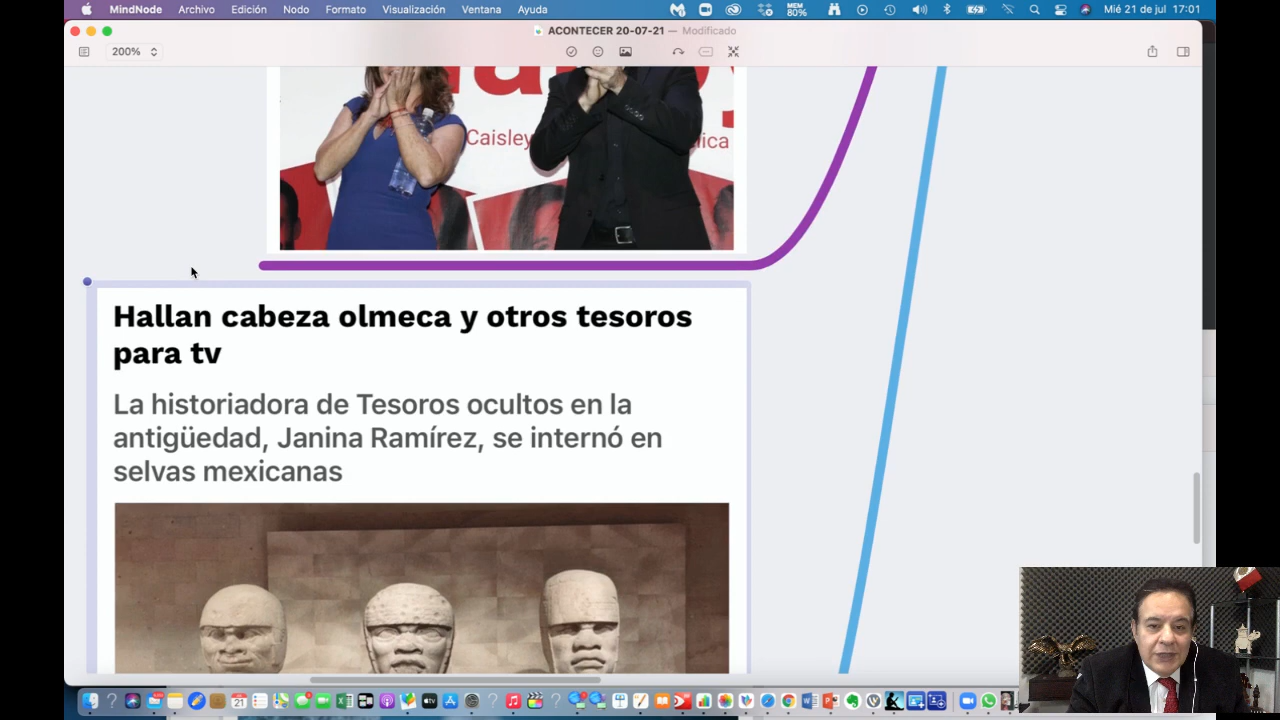 MindNode Archivo Edición Nodo Formato Visualización Ventana Ayuda MEM 80% Mié 21 de jul 17:01
ACONTECER 20-07-21 — Modificado
200%
Caisley
ica
Hallan cabeza olmeca y otros tesoros
para tv
La historiadora de Tesoros ocultos en la
antigüedad, Janina Ramírez, se internó en
selvas mexicanas